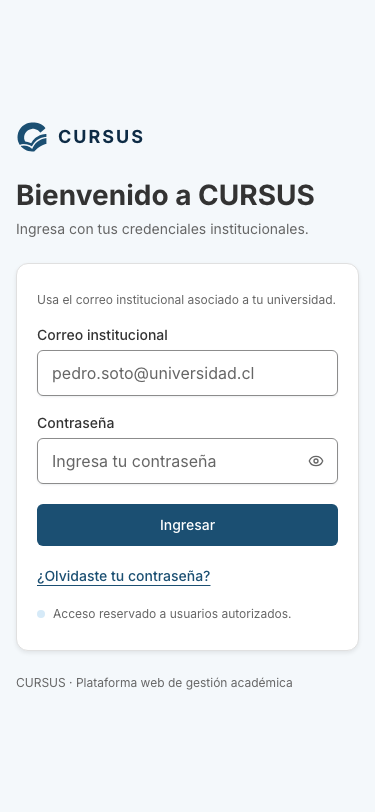 CURSUS
Bienvenido a CURSUS
Ingresa con tus credenciales institucionales.
Usa el correo institucional asociado a tu universidad.
Correo institucional
pedro.soto@universidad.cl
Contraseña
Ingresa tu contraseña
Ingresar
¿Olvidaste tu contraseña?
Acceso reservado a usuarios autorizados.
CURSUS · Plataforma web de gestión académica